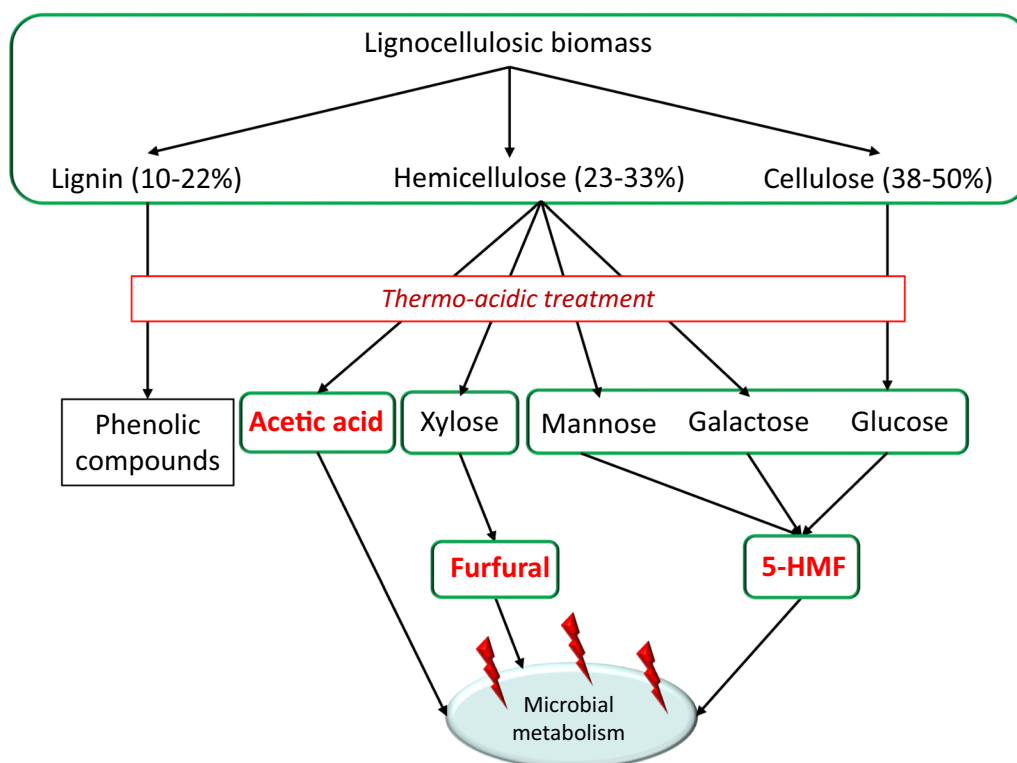 Lignocellulosic biomass
Lignin (10-22%)
Hemicellulose (23-33%)
Cellulose (38-50%)
Thermo-acidic treatment
Phenolic
compounds
Acetic acid
Xylose
Mannose
Galactose
Glucose
Furfural
5-HMF
Microbial
metabolism